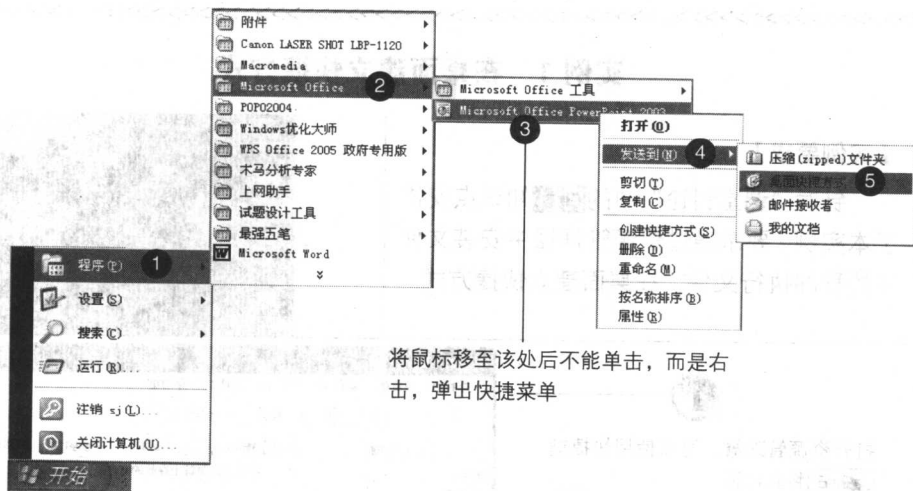 附件
Canon LASER SHOT LBP-1120
Macromedia
Microsoft Office
2
POPO2004
Windows优化大师
WPS Office 2005 政府专用版
木马分析专家
上网助手
试题设计工具
最强五笔
Microsoft Word
Microsoft Office 工具
Microsoft Office PowerPoint 2003
3
打开(O)
发送到(N)
4
剪切(T)
复制(C)
创建快捷方式(S)
删除(D)
重命名(M)
按名称排序(B)
属性(R)
压缩(zipped)文件夹
桌面快捷方式
5
邮件接收者
我的文档
程序(P)
1
设置(S)
搜索(C)
运行(R)...
注销 sj(L)...
关闭计算机(U)...
开始
将鼠标移至该处后不能单击，而是右
击，弹出快捷菜单